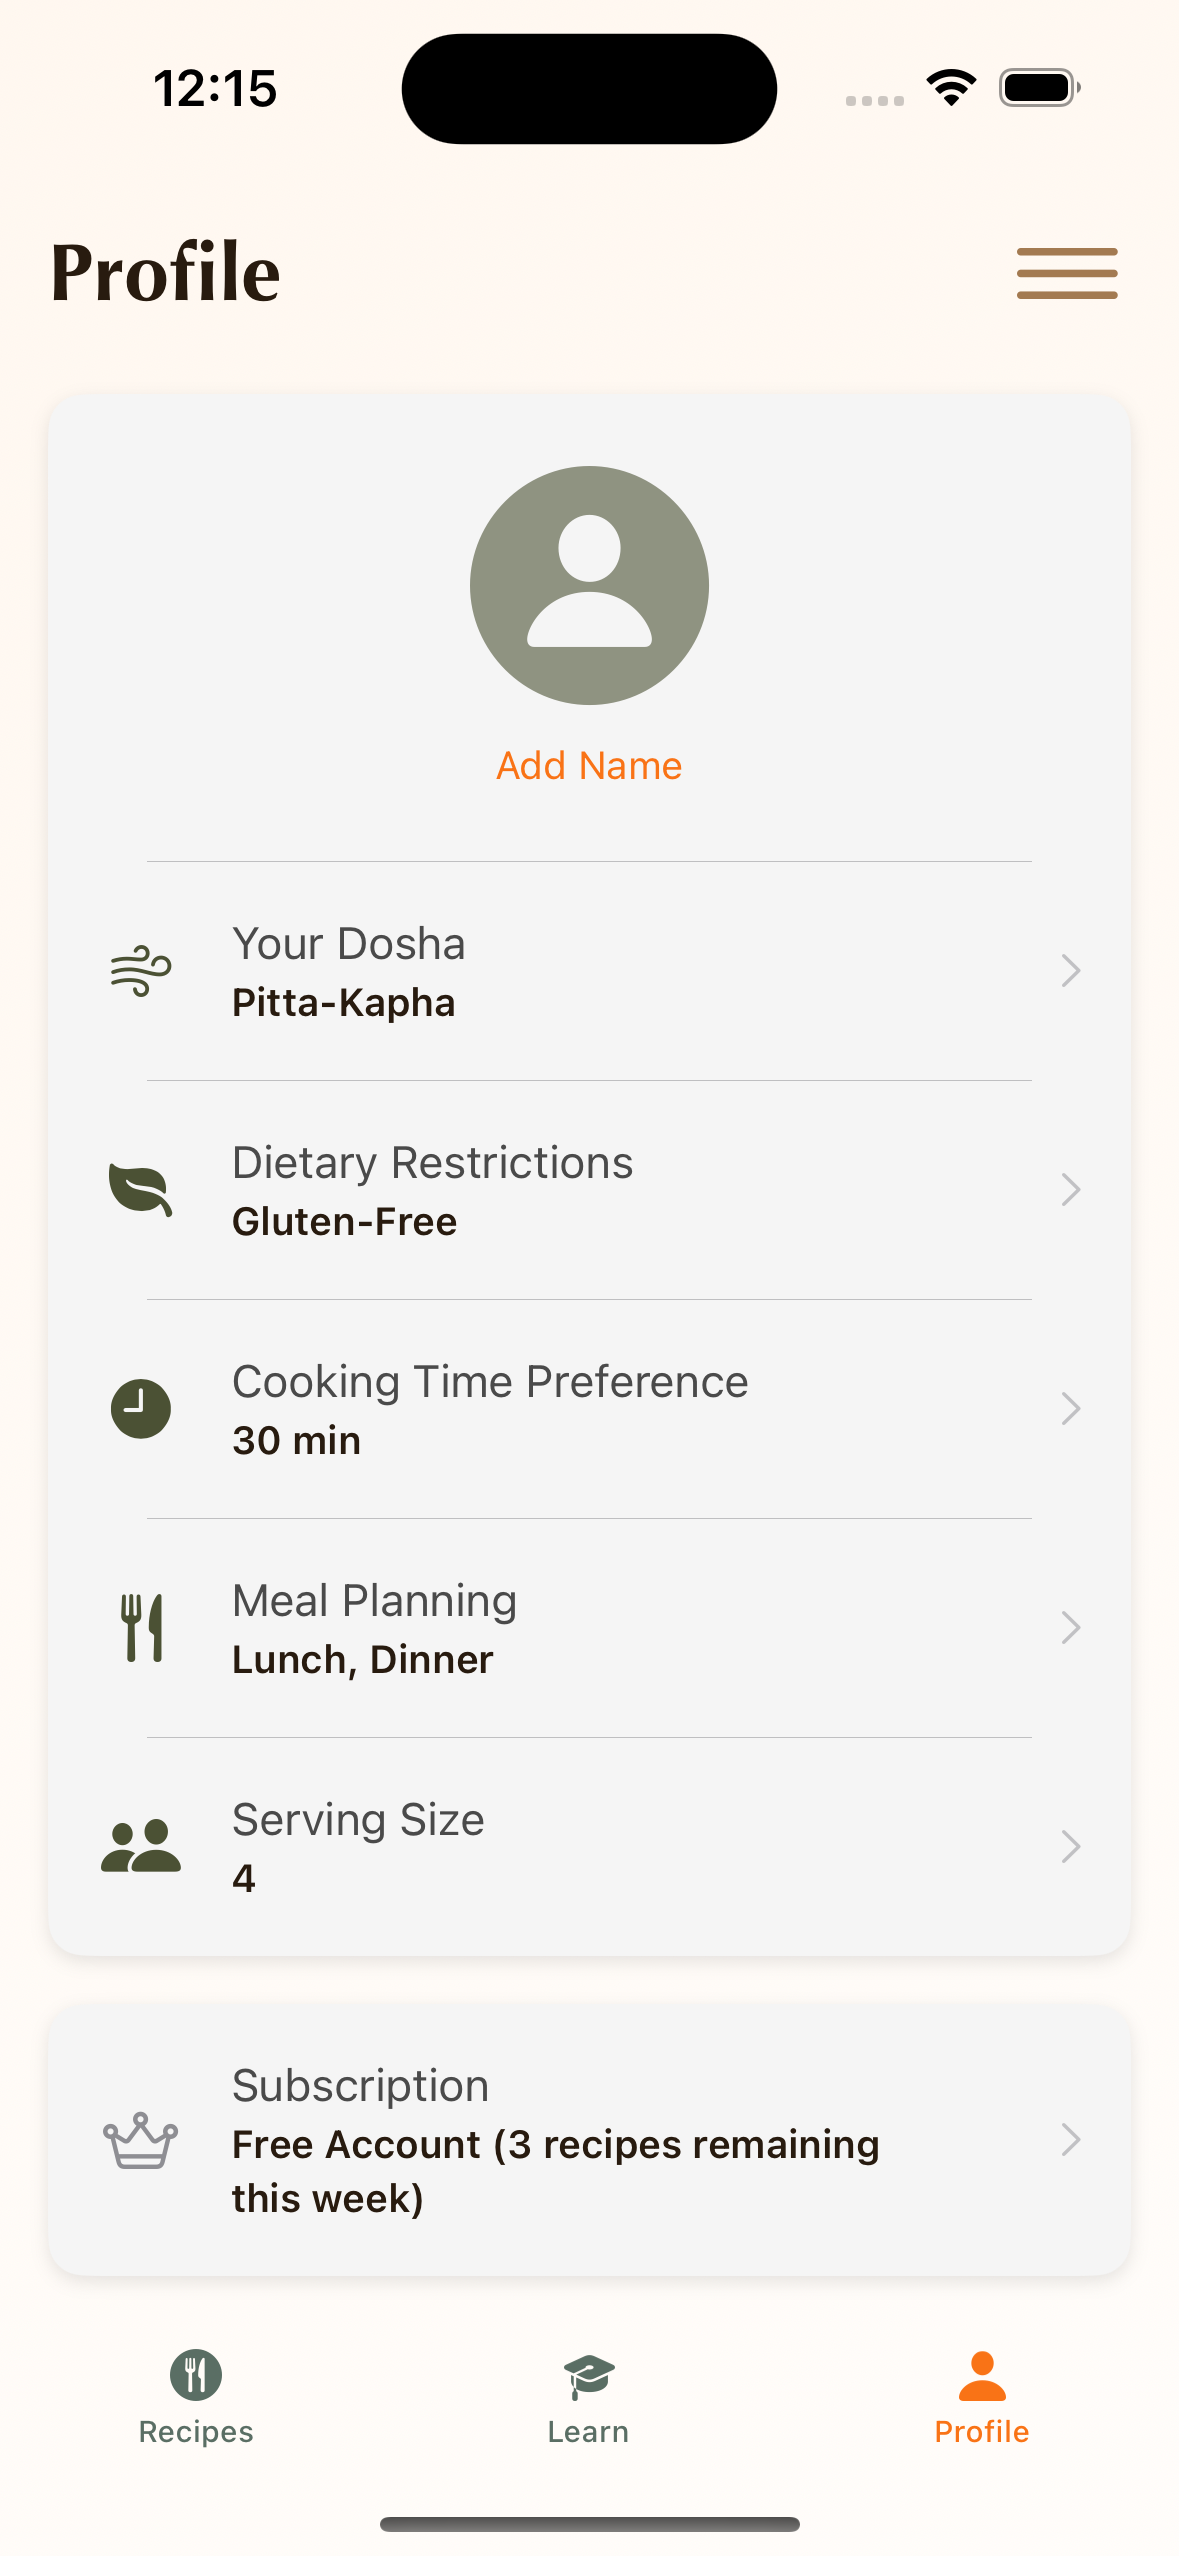 12:15
Profile
Add Name
Your Dosha
Pitta-Kapha
Dietary Restrictions
Gluten-Free
Cooking Time Preference
30 min
Meal Planning
Lunch, Dinner
Serving Size
4
Subscription
Free Account (3 recipes remaining
this week)
Recipes
Learn
Profile